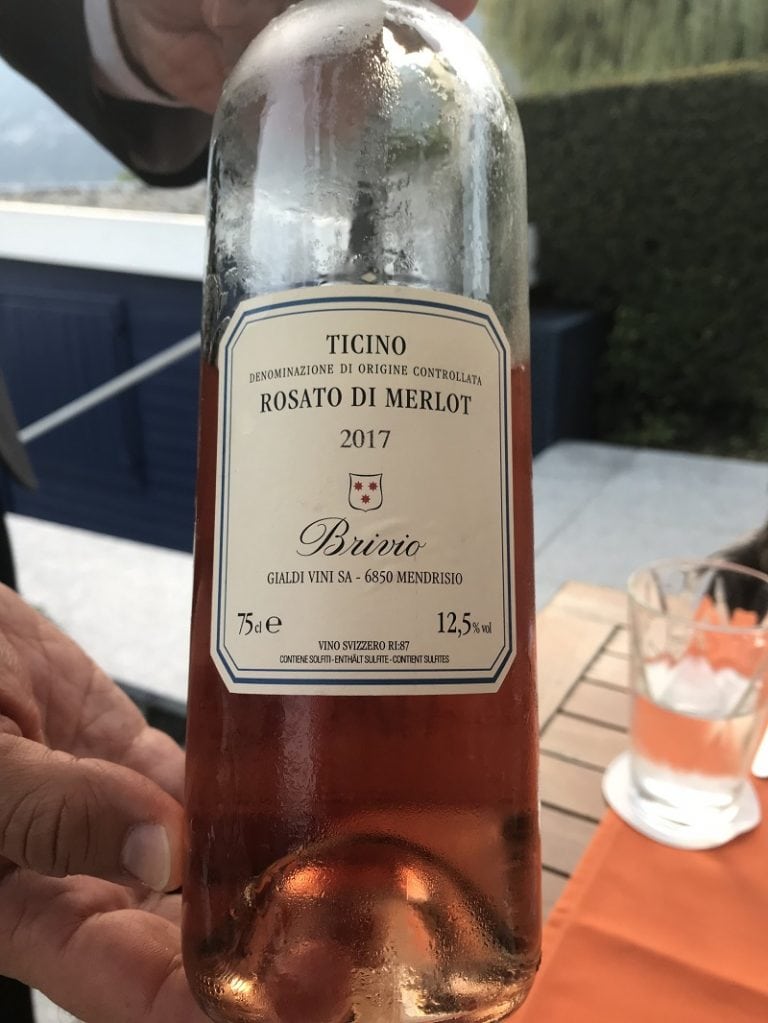 TICINO
DENOMINAZIONE DI ORIGINE CONTROLLATA
ROSATO DI MERLOT
2017
Brivio
GIALDI VINI SA - 6850 MENDRISIO
75cl e 12,5% vol
VINO SVIZZERO RI:87
CONTIENE SOLFITI - ENTHÄLT SULFITE - CONTIENT SULFITES